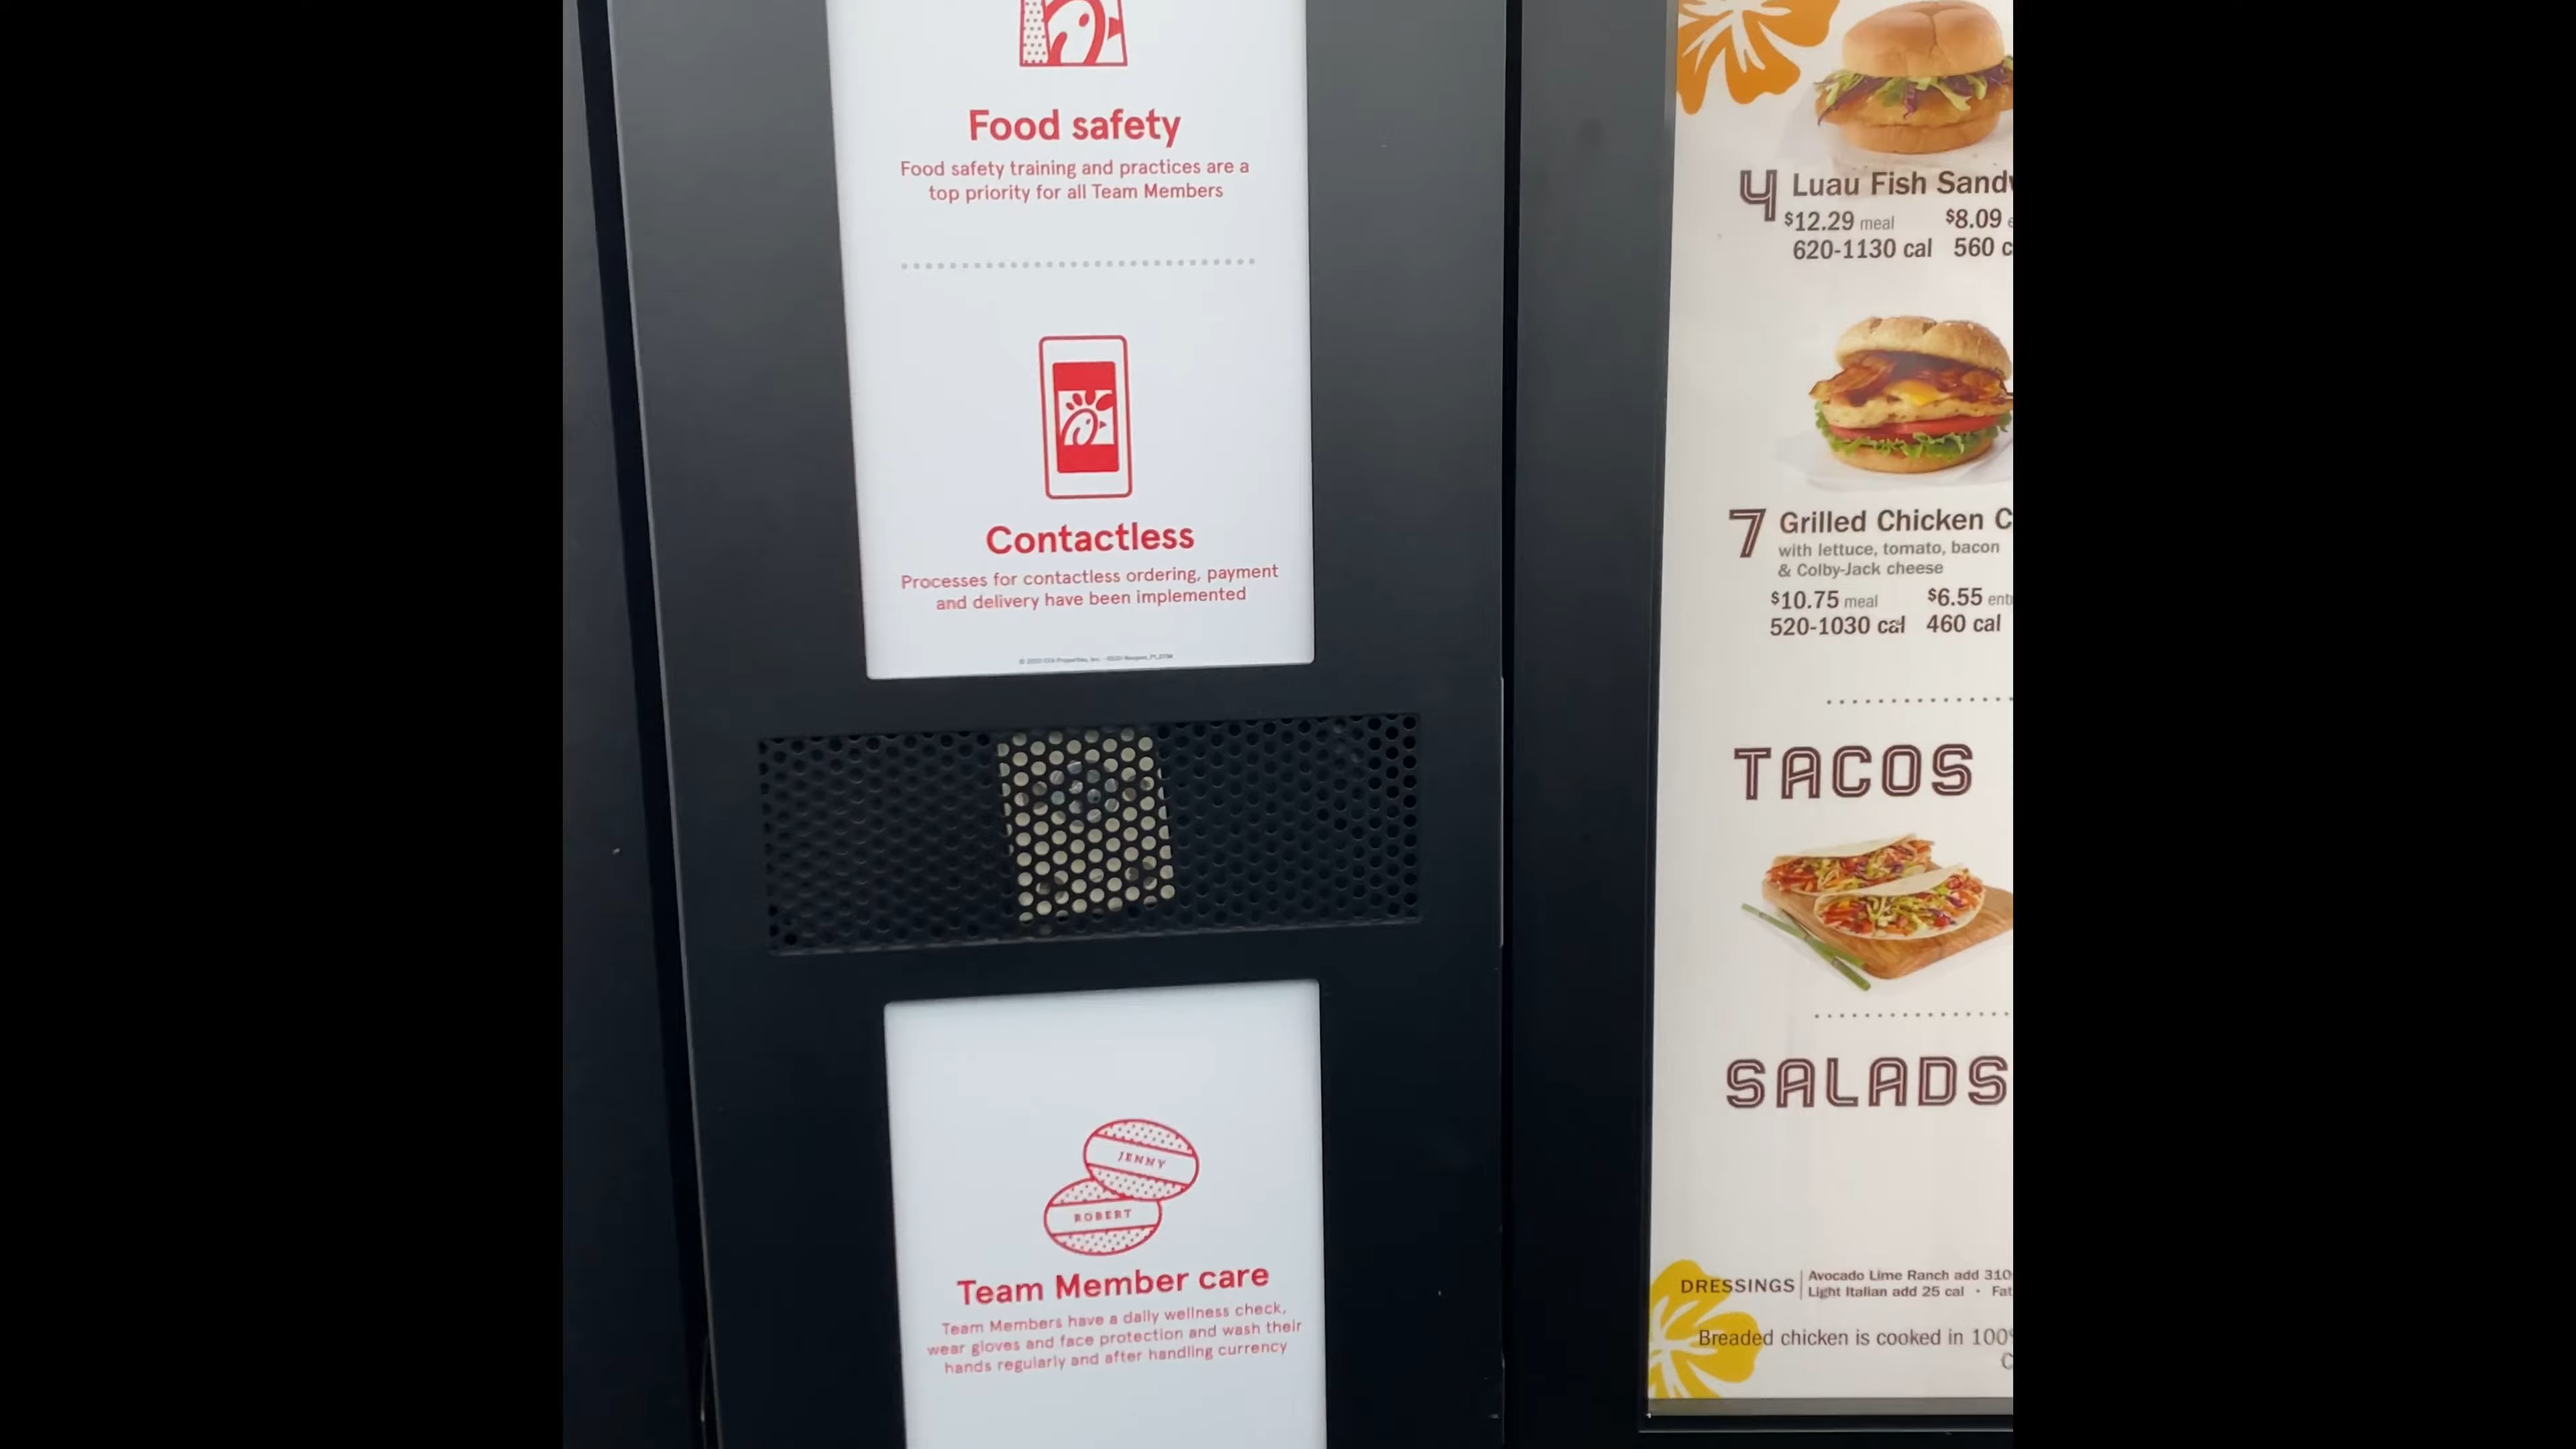 Food safety
Food safety training and practices are a
top priority for all Team Members
Contactless
Processes for contactless ordering, payment
and delivery have been implemented
JENNY
ROBERT
Team Member care
Team Members have a daily wellness check,
wear gloves and face protection and wash their
hands regularly and after handling currency
4 Luau Fish
$12.29 meal $8.09
620-1130 cal 560
7 Grilled Chicken
with lettuce, tomato, bacon
& Colby-Jack cheese
$10.75 meal $6.55
520-1030 cal 460 cal
TACOS
SALADS
DRESSINGS
Avocado Lime Ranch add 310
Light Italian add 25 cal •
Breaded chicken is cooked in